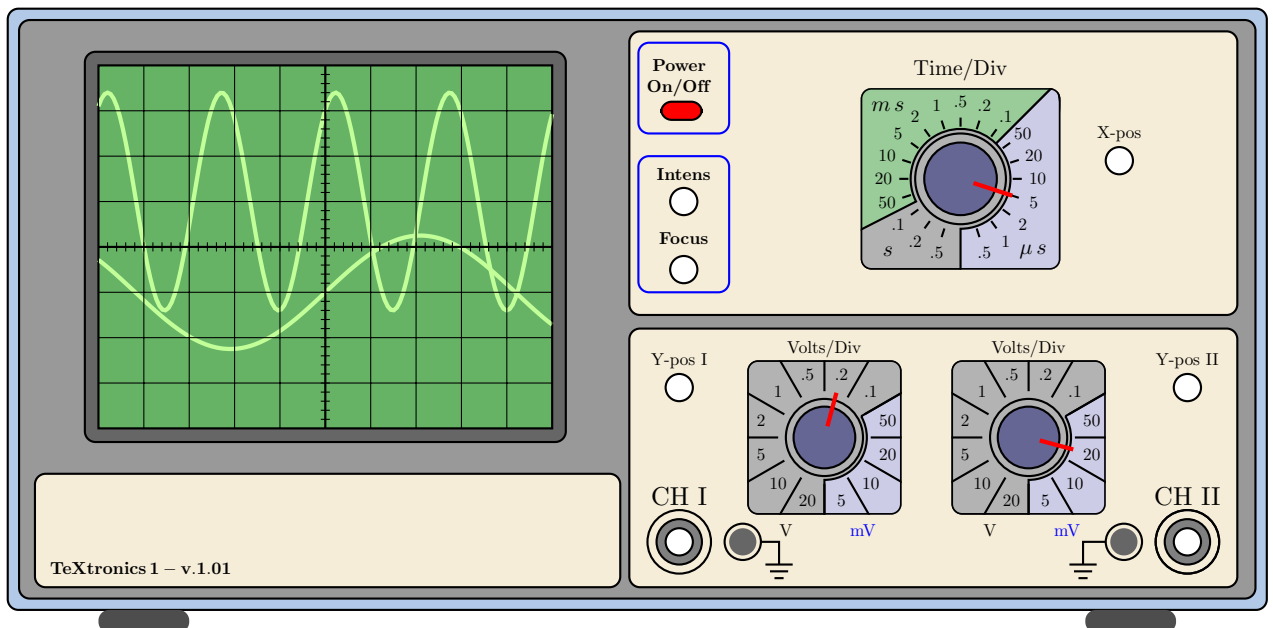 Power
On/Off
Intens
Focus
Time/Div
m s
.5
1
.2
2
.1
5
50
10
20
20
10
50
5
.1
2
.2
1
.5
.5
s
μ s
X-pos
Y-pos I
Volts/Div
.5
.2
1
.1
2
50
5
20
10
10
20
5
V
mV
CH I
Volts/Div
.5
.2
1
.1
2
50
5
20
10
10
20
5
V
mV
Y-pos II
CH II
TeXtronics 1 – v.1.01